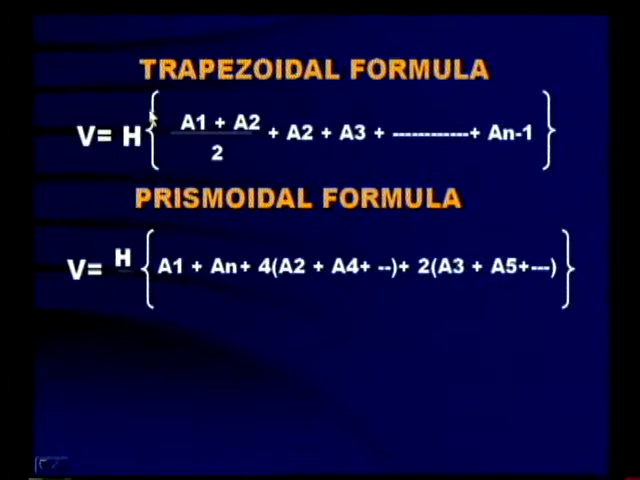 TRAPEZOIDAL FORMULA
V= H { A1 + A2 / 2 + A2 + A3 + ------------+ An-1 }
PRISMOIDAL FORMULA
V= H { A1 + An+ 4(A2 + A4+ --)+ 2(A3 + A5+---) }